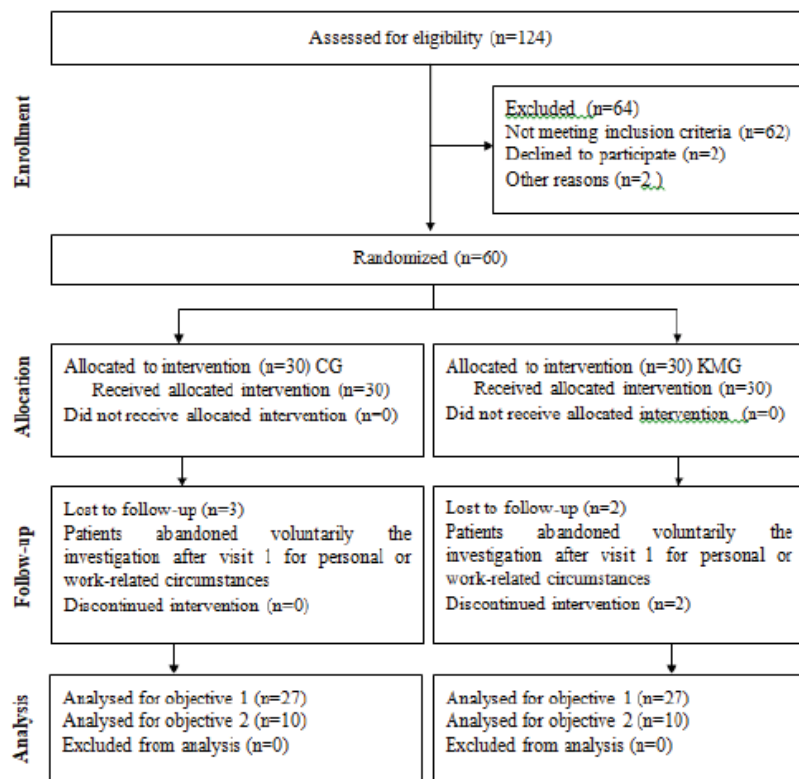 Assessed for eligibility (n=124)
Enrollment
Excluded (n=64)
Not meeting inclusion criteria (n=62)
Declined to participate (n=2)
Other reasons (n=2 )
Randomized (n=60)
Allocation
Allocated to intervention (n=30) CG
Received allocated intervention (n=30)
Did not receive allocated intervention (n=0)
Allocated to intervention (n=30) KMG
Received allocated intervention (n=30)
Did not receive allocated intervention (n=0)
Follow-up
Lost to follow-up (n=3)
Patients abandoned voluntarily the
investigation after visit 1 for personal or
work-related circumstances
Discontinued intervention (n=0)
Lost to follow-up (n=2)
Patients abandoned voluntarily the
investigation after visit 1 for personal or
work-related circumstances
Discontinued intervention (n=2)
Analysis
Analysed for objective 1 (n=27)
Analysed for objective 2 (n=10)
Excluded from analysis (n=0)
Analysed for objective 1 (n=27)
Analysed for objective 2 (n=10)
Excluded from analysis (n=0)